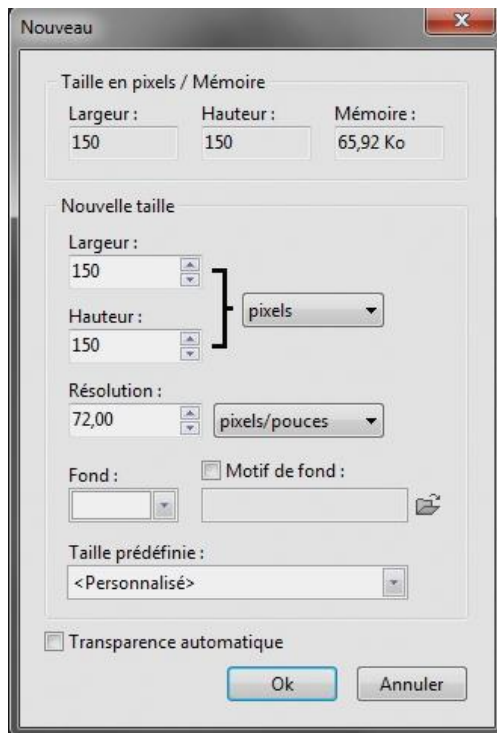 Nouveau
Taille en pixels / Mémoire
Largeur : Hauteur : Mémoire :
150 150 65,92 Ko
Nouvelle taille
Largeur :
150
pixels
Hauteur :
150
Résolution :
72,00 pixels/pouces
Fond : Motif de fond :
Taille prédéfinie :
<Personnalisé>
Transparence automatique
Ok Annuler